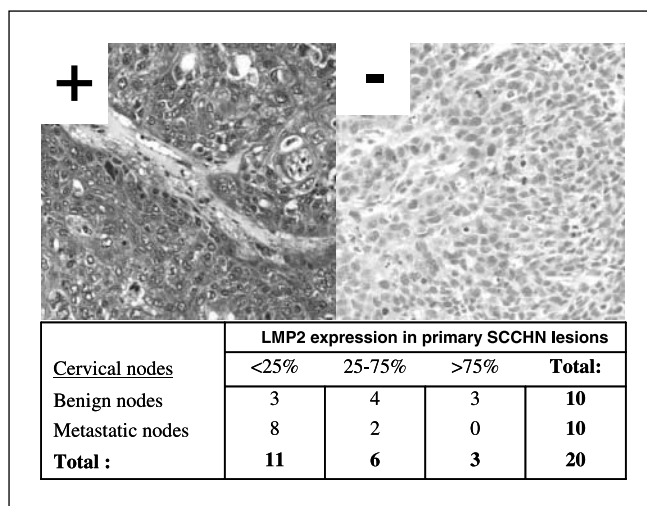 + -
LMP2 expression in primary SCCHN lesions
Cervical nodes <25% 25-75% >75% Total:
Benign nodes 3 4 3 10
Metastatic nodes 8 2 0 10
Total : 11 6 3 20